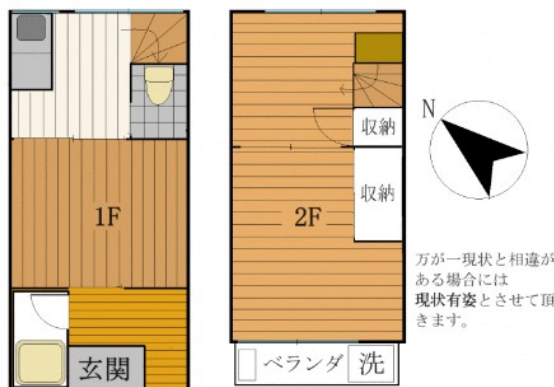 1F
玄関
2F
収納
収納
ベランダ
洗
N
万が一現状と相違が
ある場合には
現状有姿とさせて頂
きます。